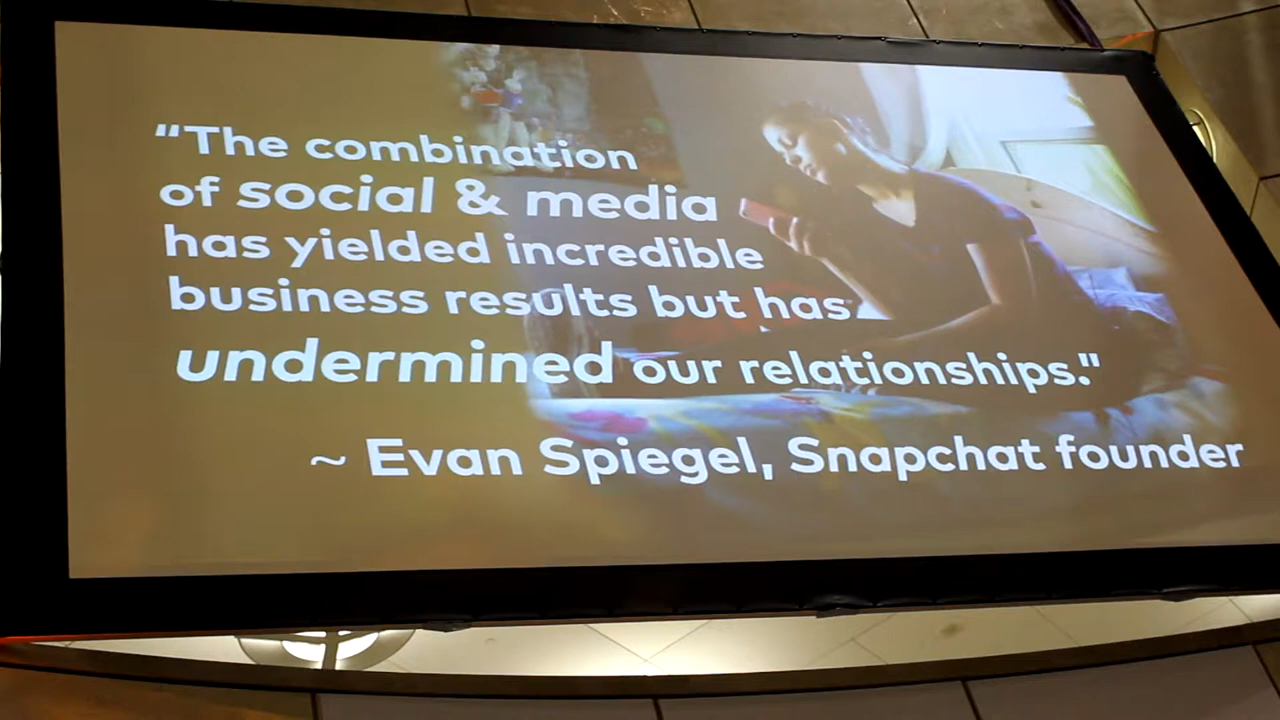 “The combination
of social & media
has yielded incredible
business results but has
undermined our relationships."
~ Evan Spiegel, Snapchat founder